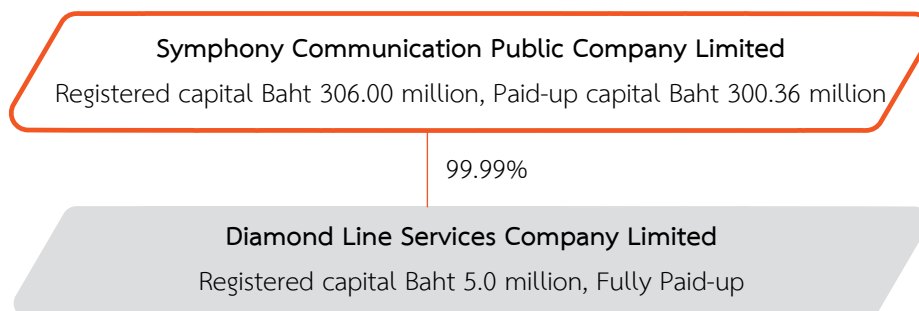 Symphony Communication Public Company Limited
Registered capital Baht 306.00 million, Paid-up capital Baht 300.36 million
99.99%
Diamond Line Services Company Limited
Registered capital Baht 5.0 million, Fully Paid-up